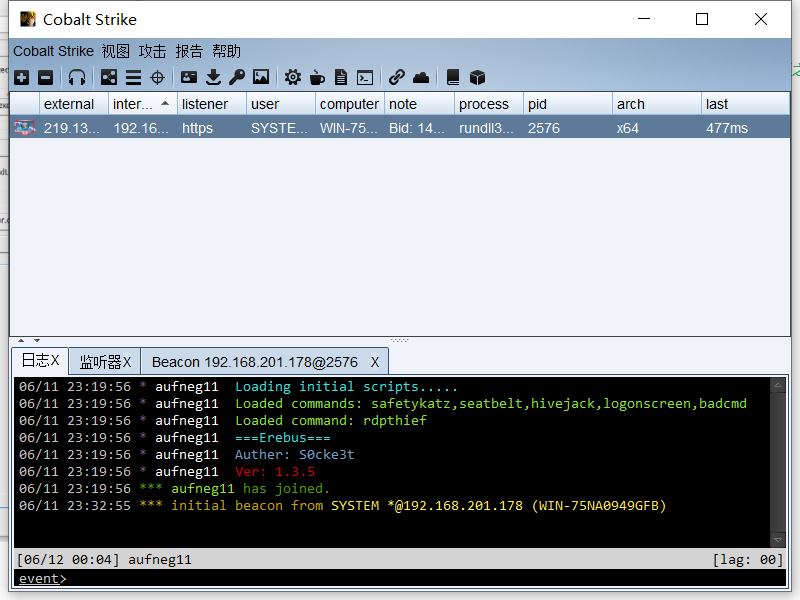 Cobalt Strike
Cobalt Strike 视图 攻击 报告 帮助
external inter... listener user computer note process pid arch last
219.13... 192.16... https SYSTE... WIN-75... Bid: 14... rundll3... 2576 x64 477ms
日志X 监听器X Beacon 192.168.201.178@2576 X
06/11 23:19:56 * aufneg11 Loading initial scripts.....
06/11 23:19:56 * aufneg11 Loaded commands: safetykatz,seatbelt,hivejack,logonscreen,badcmd
06/11 23:19:56 * aufneg11 Loaded command: rdpthief
06/11 23:19:56 * aufneg11 ===Erebus===
06/11 23:19:56 * aufneg11 Auther: S0cke3t
06/11 23:19:56 * aufneg11 Ver: 1.3.5
06/11 23:19:56 *** aufneg11 has joined.
06/11 23:32:55 *** initial beacon from SYSTEM *@192.168.201.178 (WIN-75NA0949GFB)
[06/12 00:04] aufneg11 [lag: 00]
event>